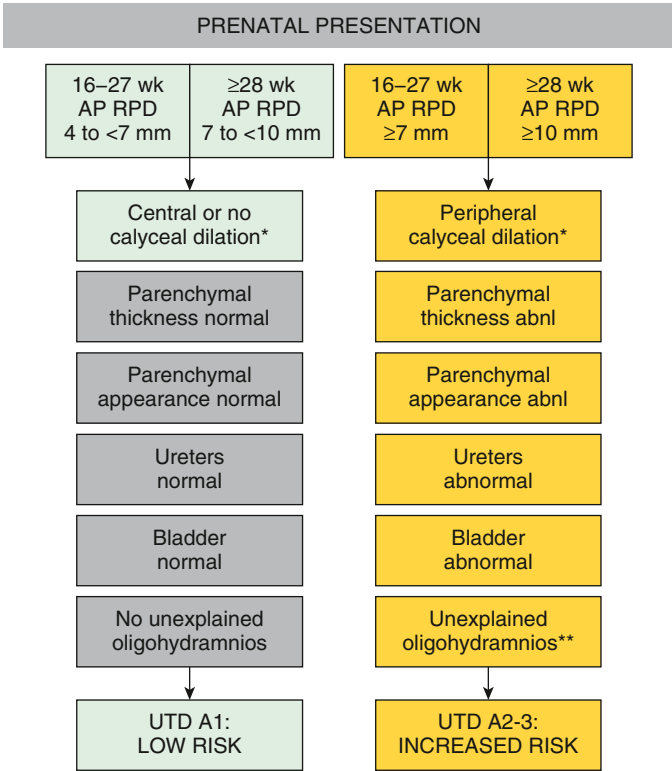 PRENATAL PRESENTATION
16–27 wk
AP RPD
4 to <7 mm
≥28 wk
AP RPD
7 to <10 mm
16–27 wk
AP RPD
≥7 mm
≥28 wk
AP RPD
≥10 mm
Central or no
calyceal dilation*
Parenchymal
thickness normal
Parenchymal
appearance normal
Ureters
normal
Bladder
normal
No unexplained
oligohydramnios
UTD A1:
LOW RISK
Peripheral
calyceal dilation*
Parenchymal
thickness abnl
Parenchymal
appearance abnl
Ureters
abnormal
Bladder
abnormal
Unexplained
oligohydramnios**
UTD A2-3:
INCREASED RISK